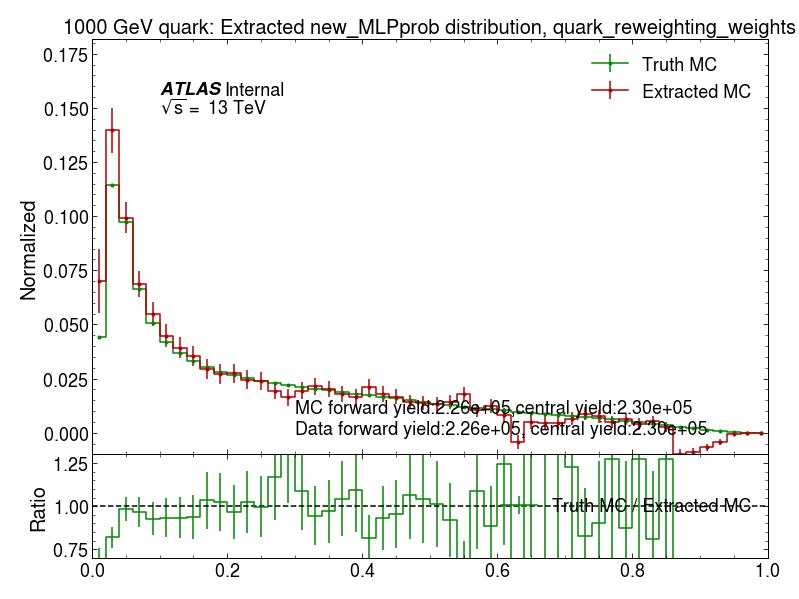 1000 GeV quark: Extracted new_MLPprob distribution, quark_reweighting_weights
0.175
0.150
0.125
0.100
0.075
0.050
0.025
0.000
Normalized
ATLAS Internal
√s = 13 TeV
Truth MC
Extracted MC
MC forward yield:2.26e+05,central yield:2.30e+05
Data forward yield:2.26e+05, central yield:2.30e+05
1.25
1.00
0.75
Ratio
Truth MC / Extracted MC
0.0 0.2 0.4 0.6 0.8 1.0